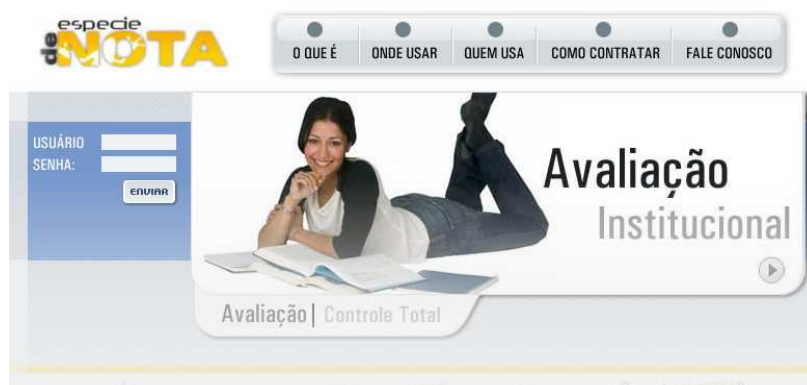 especie
de NOTA
O QUE É ONDE USAR QUEM USA COMO CONTRATAR FALE CONOSCO
USUÁRIO
SENHA:
ENVIAR
Avaliação
Institucional
Avaliação| Controle Total